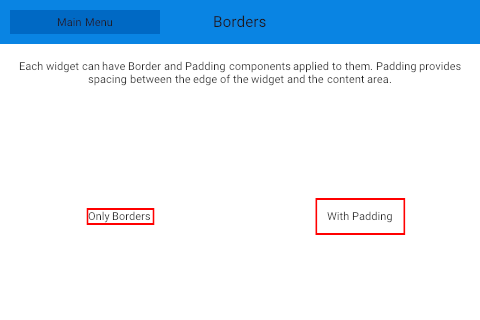 Main Menu
Borders
Each widget can have Border and Padding components applied to them. Padding provides
spacing between the edge of the widget and the content area.
Only Borders
With Padding